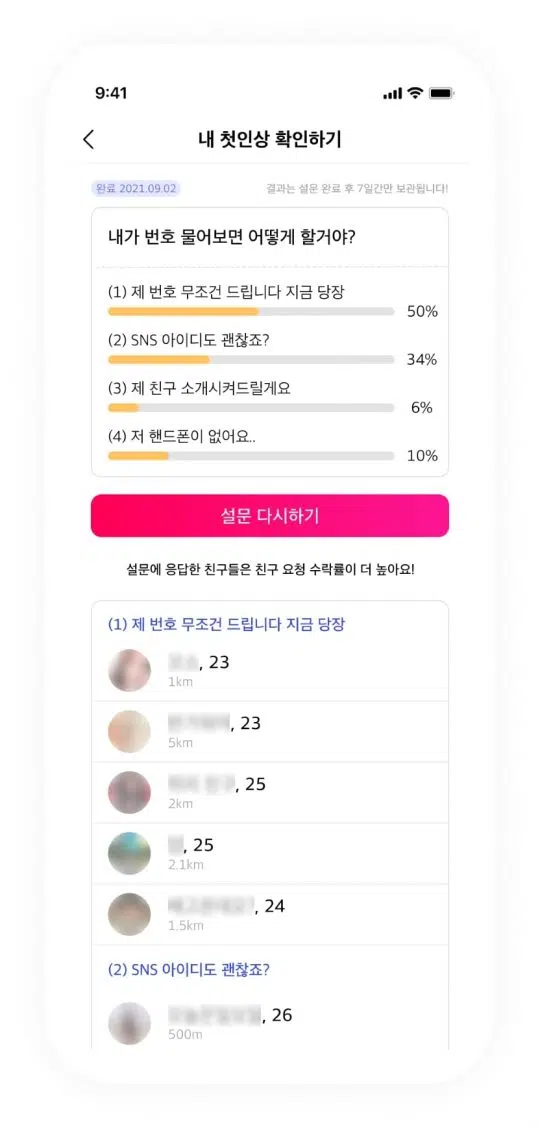 9:41
내 첫인상 확인하기
완료 2021.09.02
결과는 설문 완료 후 7일간만 보관됩니다!
내가 번호 물어보면 어떻게 할거야?
(1) 제 번호 무조건 드립니다 지금 당장
50%
(2) SNS 아이디도 괜찮죠?
34%
(3) 제 친구 소개시켜드릴게요
6%
(4) 저 핸드폰이 없어요..
10%
설문 다시하기
설문에 응답한 친구들은 친구 요청 수락률이 더 높아요!
(1) 제 번호 무조건 드립니다 지금 당장
, 23
1km
, 23
5km
, 25
2km
, 25
2.1km
, 24
1.5km
(2) SNS 아이디도 괜찮죠?
, 26
500m